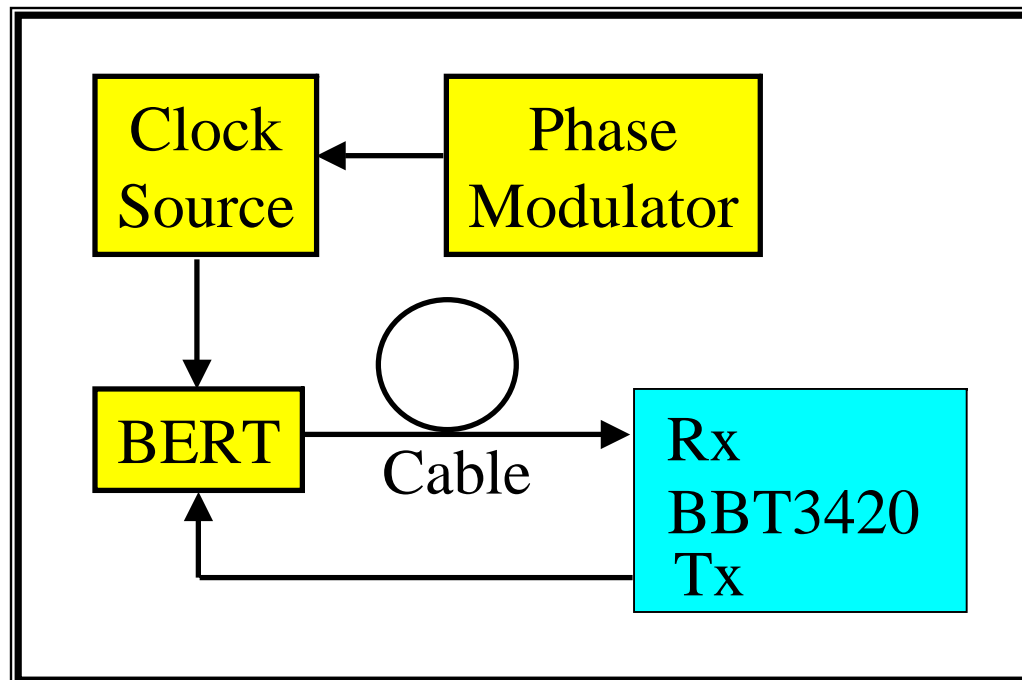 Clock
Source
Phase
Modulator
BERT
Cable
Rx
BBT3420
Tx